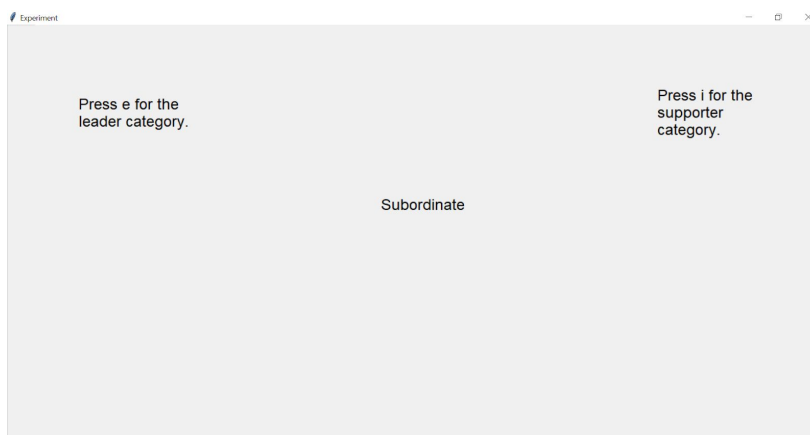 Experiment
Press e for the
leader category.
Press i for the
supporter
category.
Subordinate